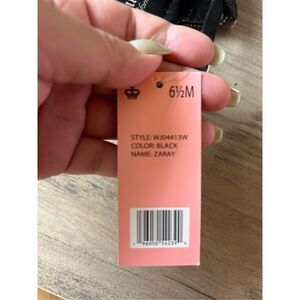 6½M
STYLE: WJ04413W
COLOR: BLACK
NAME: ZARAY